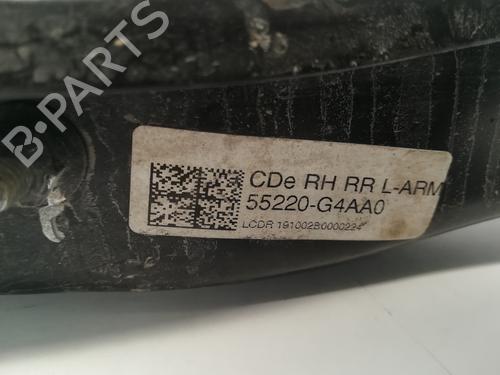 B-PARTS
CDe RH RR L-ARM
55220-G4AA0
LCDR 191002B0000224